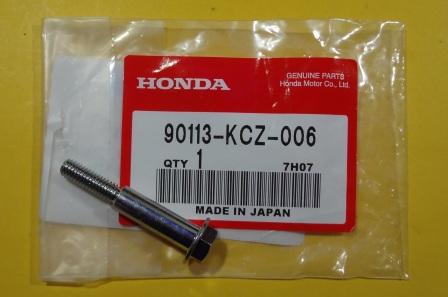 HONDA
GENUINE PARTS
Honda Motor Co., Ltd.
90113-KCZ-006
QTY 1 7H07
MADE IN JAPAN